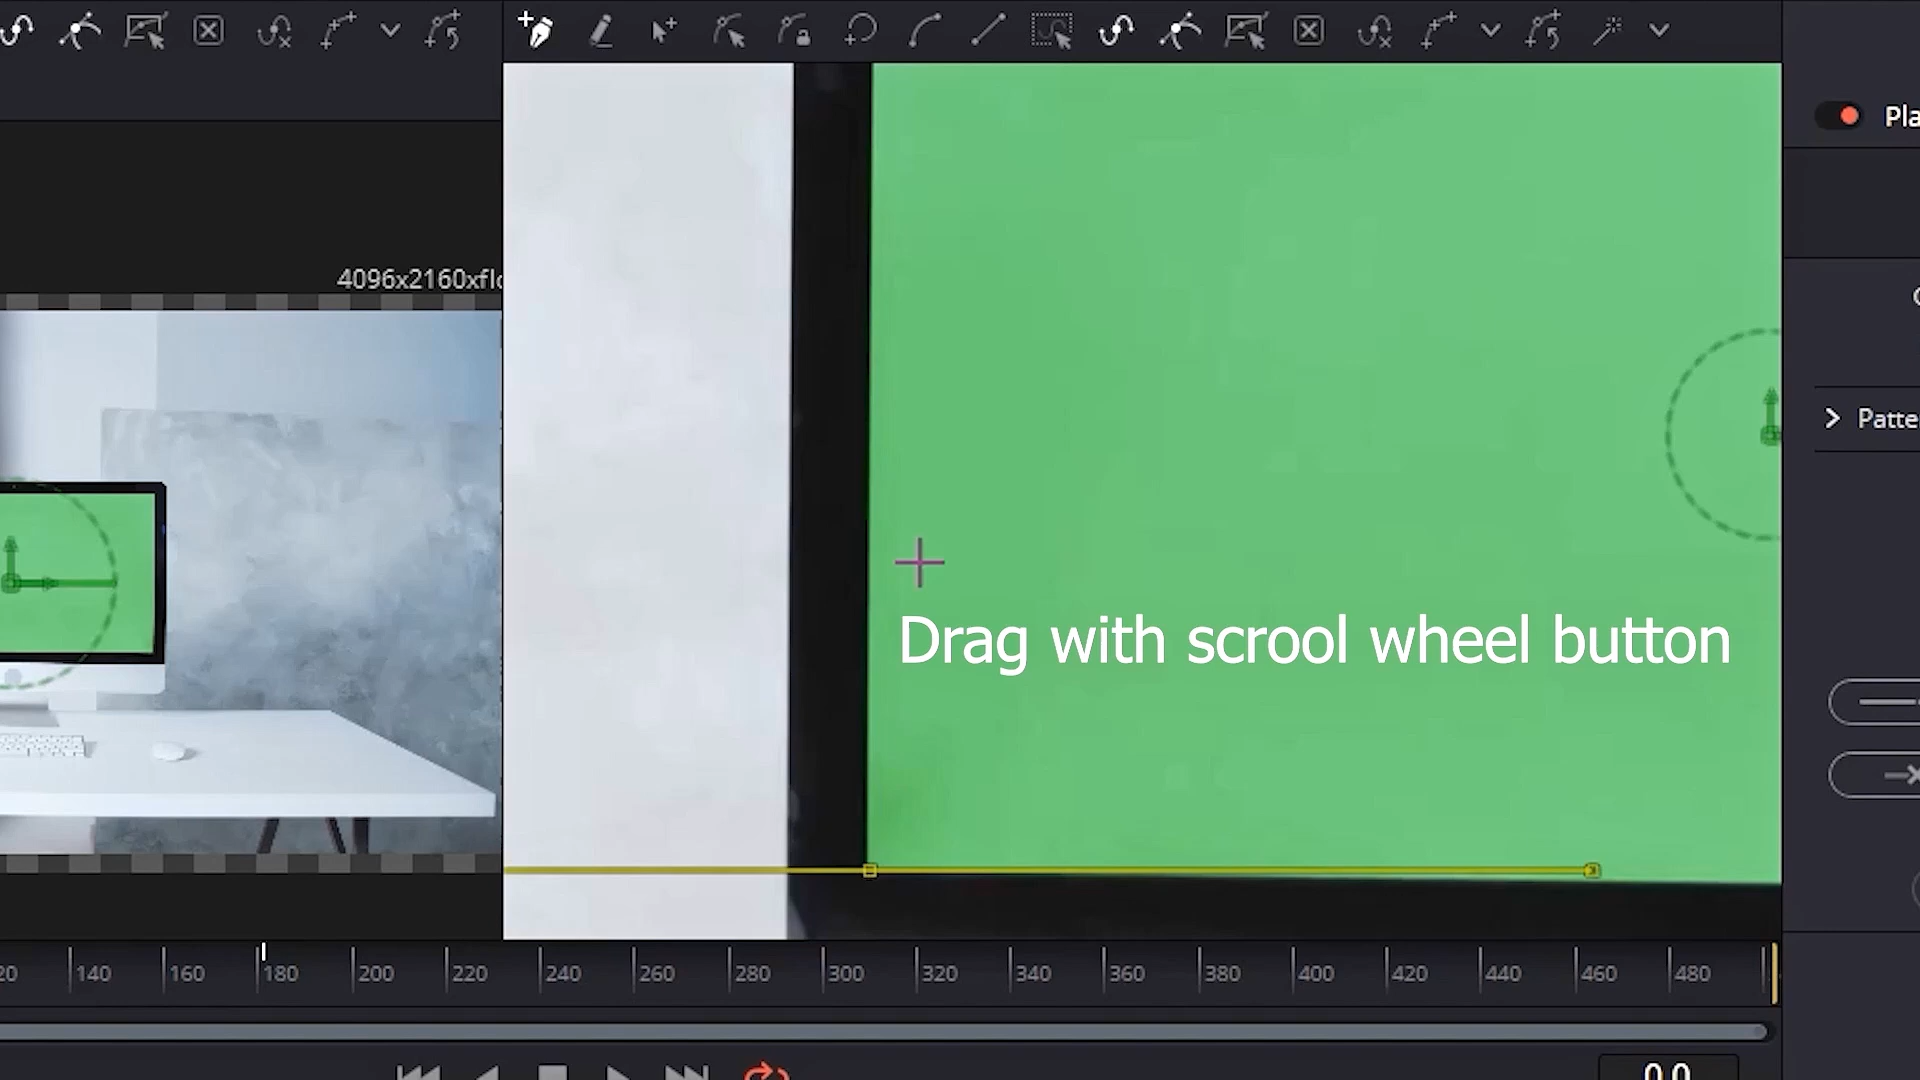 Pla
4096x2160xflo
Patte
Drag with scrool wheel button
20 140 160 180 200 220 240 260 280 300 320 340 360 380 400 420 440 460 480
0.0